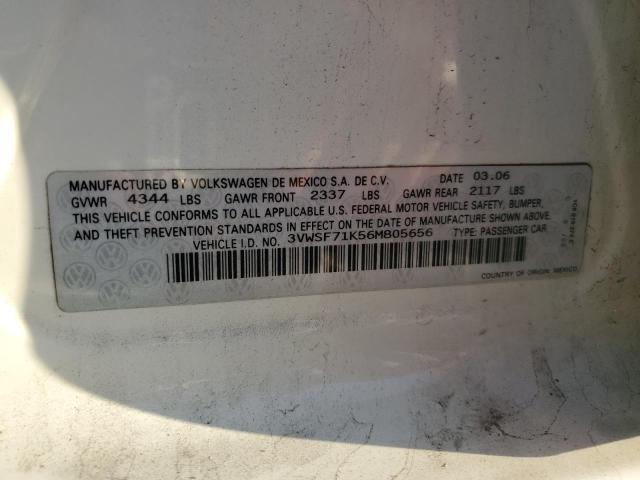 MANUFACTURED BY VOLKSWAGEN DE MEXICO S.A. DE C.V. DATE 03.06
GVWR 4344 LBS GAWR FRONT 2337 LBS GAWR REAR 2117 LBS
THIS VEHICLE CONFORMS TO ALL APPLICABLE U.S. FEDERAL MOTOR VEHICLE SAFETY, BUMPER,
AND THEFT PREVENTION STANDARDS IN EFFECT ON THE DATE OF MANUFACTURE SHOWN ABOVE.
VEHICLE I.D. NO. 3VWSF71K56M805656 TYPE: PASSENGER CAR
COUNTRY OF ORIGIN: MEXICO